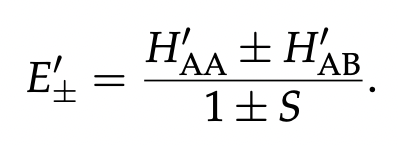 E′± = (H′AA ± H′AB) / (1 ± S).